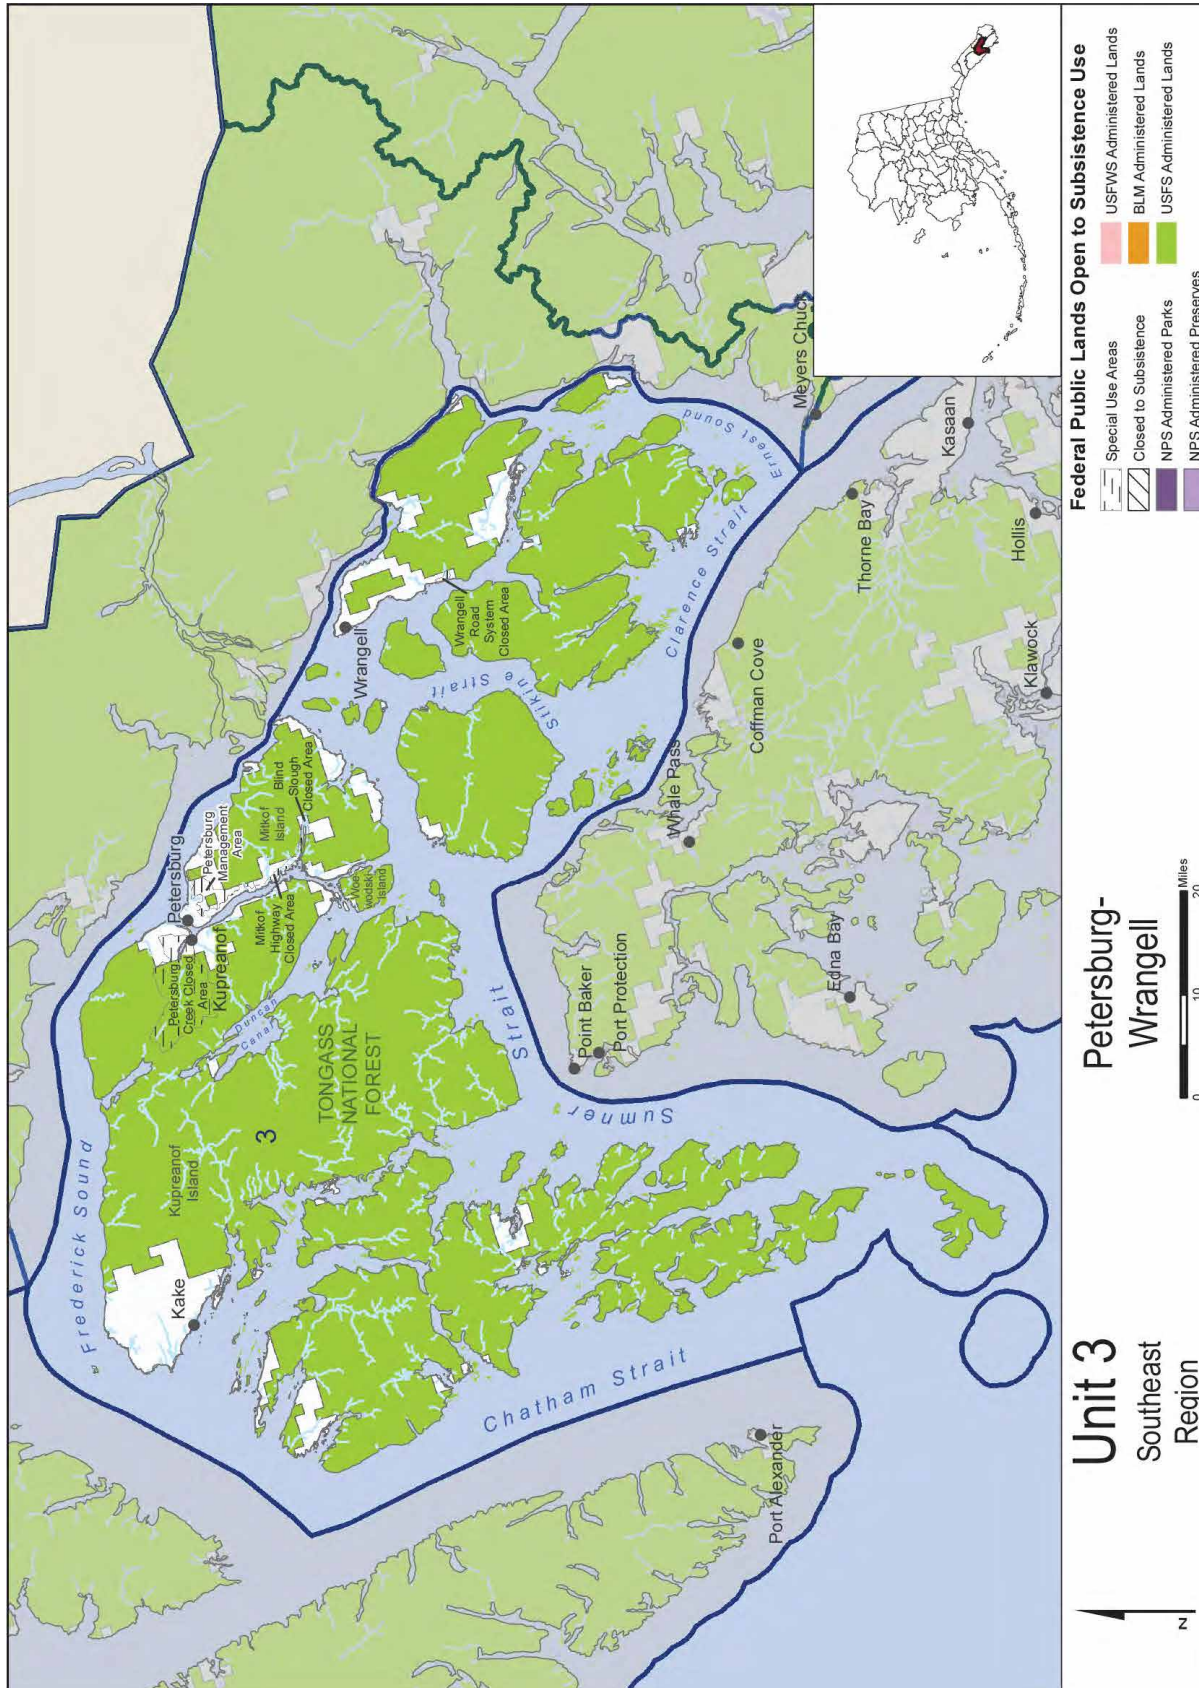 Frederick Sound
Kake
Kupreanof
Island
3
TONGASS
NATIONAL
FOREST
Duncan
Canal
Petersburg
Creek Closed
Area
Kupreanof
Petersburg
Petersburg
Management
Area
Mitkof
Island
Mitkof
Highway
Closed Area
Blind
Slough
Closed Area
Woe-
wodski
Island
Wrangell
Wrangell
Road
System
Closed Area
Stikine Strait
Chatham Strait
Sumner
Strait
Clarence Strait
Ernest Sound
Port Alexander
Point Baker
Port Protection
Whale Pass
Edna Bay
Coffman Cove
Thorne Bay
Meyers Chuck
Kasaan
Hollis
Klawock
N
Unit 3
Southeast
Region
Petersburg-
Wrangell
0 10 20
Miles
Federal Public Lands Open to Subsistence Use
Special Use Areas
Closed to Subsistence
NPS Administered Parks
NPS Administered Preserves
USFWS Administered Lands
BLM Administered Lands
USFS Administered Lands